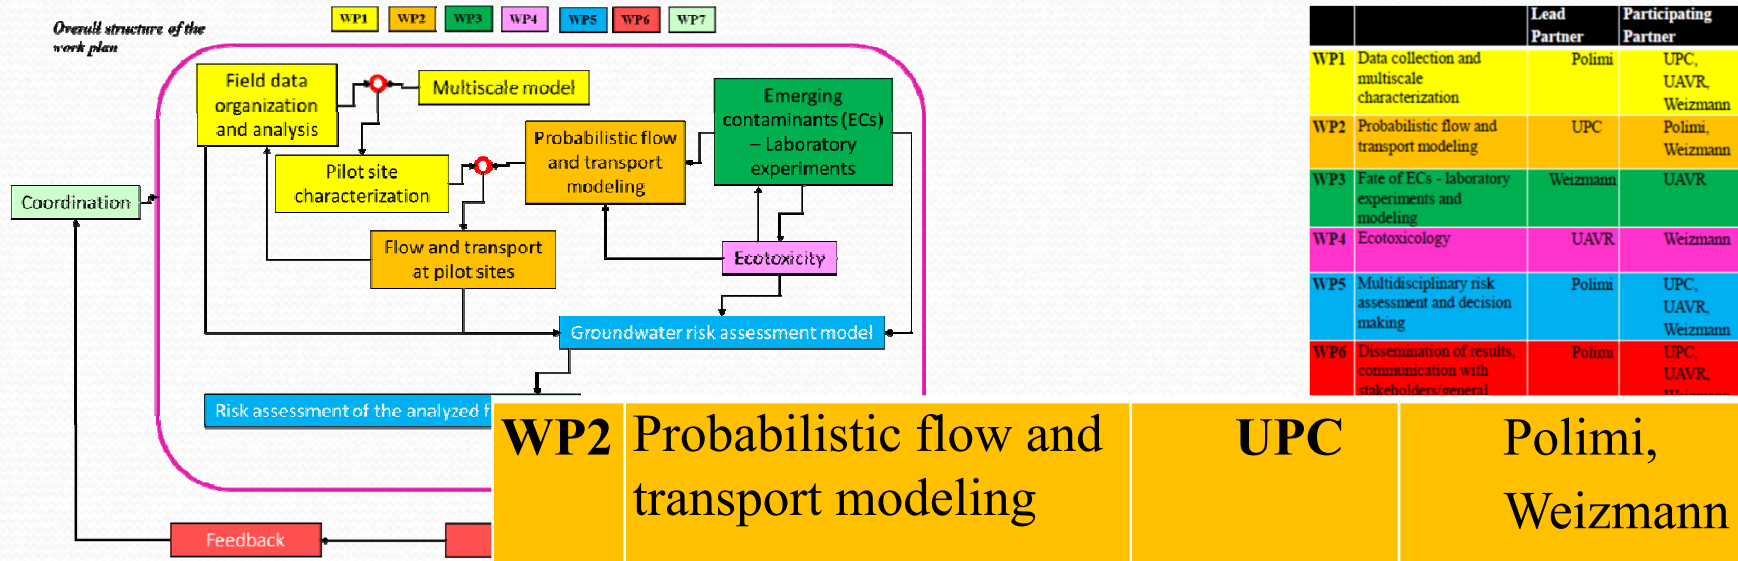 Overall structure of the
work plan
WP1 WP2 WP3 WP4 WP5 WP6 WP7
Field data
organization
and analysis
Multiscale model
Emerging
contaminants (ECs)
– Laboratory
experiments
Probabilistic flow
and transport
modeling
Pilot site
characterization
Coordination
Flow and transport
at pilot sites
Ecotoxicity
Groundwater risk assessment model
Risk assessment of the analyzed f
Feedback
Lead
Partner
Participating
Partner
WP1
Data collection and
multiscale
characterization
Polimi
UPC,
UAVR,
Weizmann
WP2
Probabilistic flow and
transport modeling
UPC
Polimi,
Weizmann
WP3
Fate of ECs - laboratory
experiments and
modeling
Weizmann
UAVR
WP4
Ecotoxicology
UAVR
Weizmann
WP5
Multidisciplinary risk
assessment and decision
making
Polimi
UPC,
UAVR,
Weizmann
WP6
Dissemination of results,
communication with
stakeholders/general
Polimi
UPC,
UAVR,
Weizmann
WP2
Probabilistic flow and
transport modeling
UPC
Polimi,
Weizmann